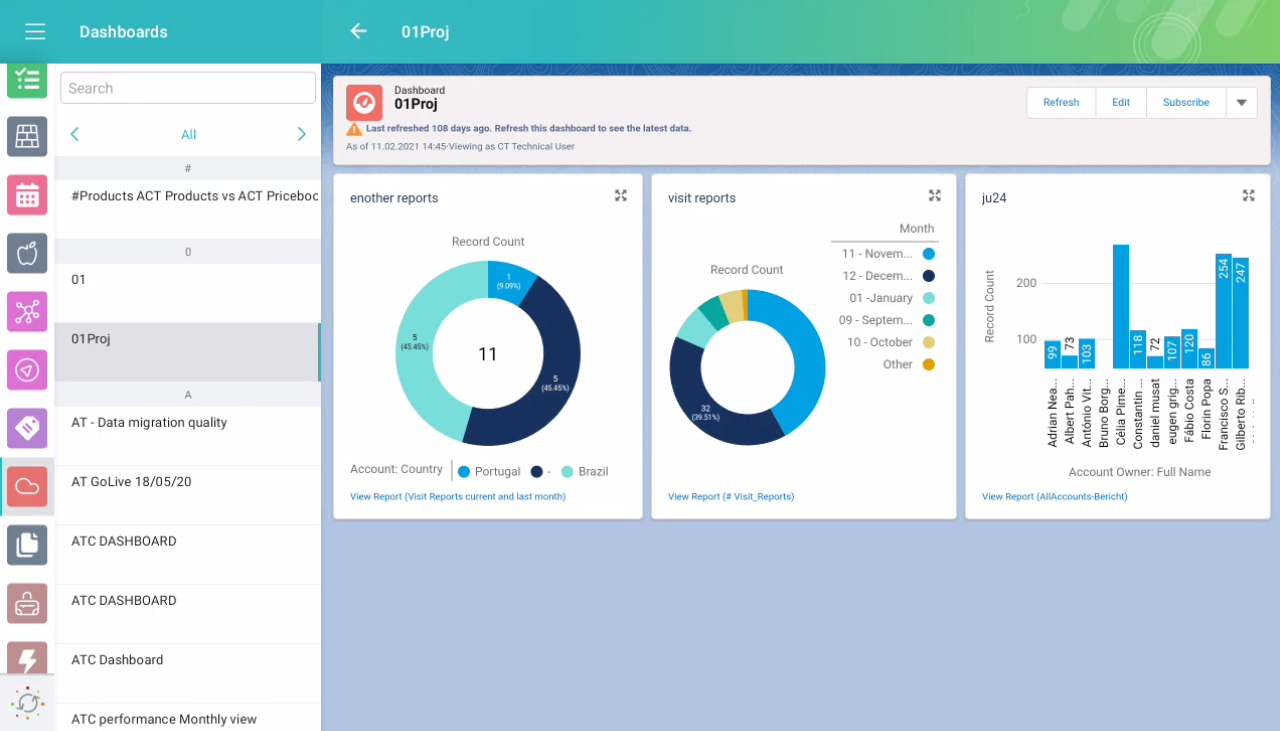 Dashboards
01Proj
Search
All
#
#Products ACT Products vs ACT Priceboo
0
01
01Proj
A
AT - Data migration quality
AT GoLive 18/05/20
ATC DASHBOARD
ATC DASHBOARD
ATC Dashboard
ATC performance Monthly view
Dashboard
01Proj
Last refreshed 108 days ago. Refresh this dashboard to see the latest data.
As of 11.02.2021 14:45·Viewing as CT Technical User
Refresh
Edit
Subscribe
enother reports
Record Count
1
(9.09%)
5
(45.45%)
11
5
(45.45%)
Account: Country
Portugal
-
Brazil
View Report (Visit Reports current and last month)
visit reports
Month
11 - Novem...
12 - Decem...
01 -January
09 - Septem...
10 - October
Other
Record Count
32
(39.51%)
View Report (# Visit_Reports)
ju24
Record Count
200
100
99
73
103
118
72
107
120
86
254
247
Adrian Nea...
Albert Pah...
António Vit...
Bruno Borg...
Célia Pime...
Constantin ...
daniel musat
eugen grig...
Fábio Costa
Florin Popa
Francisco S...
Gilberto Rib...
Account Owner: Full Name
View Report (AllAccounts-Bericht)